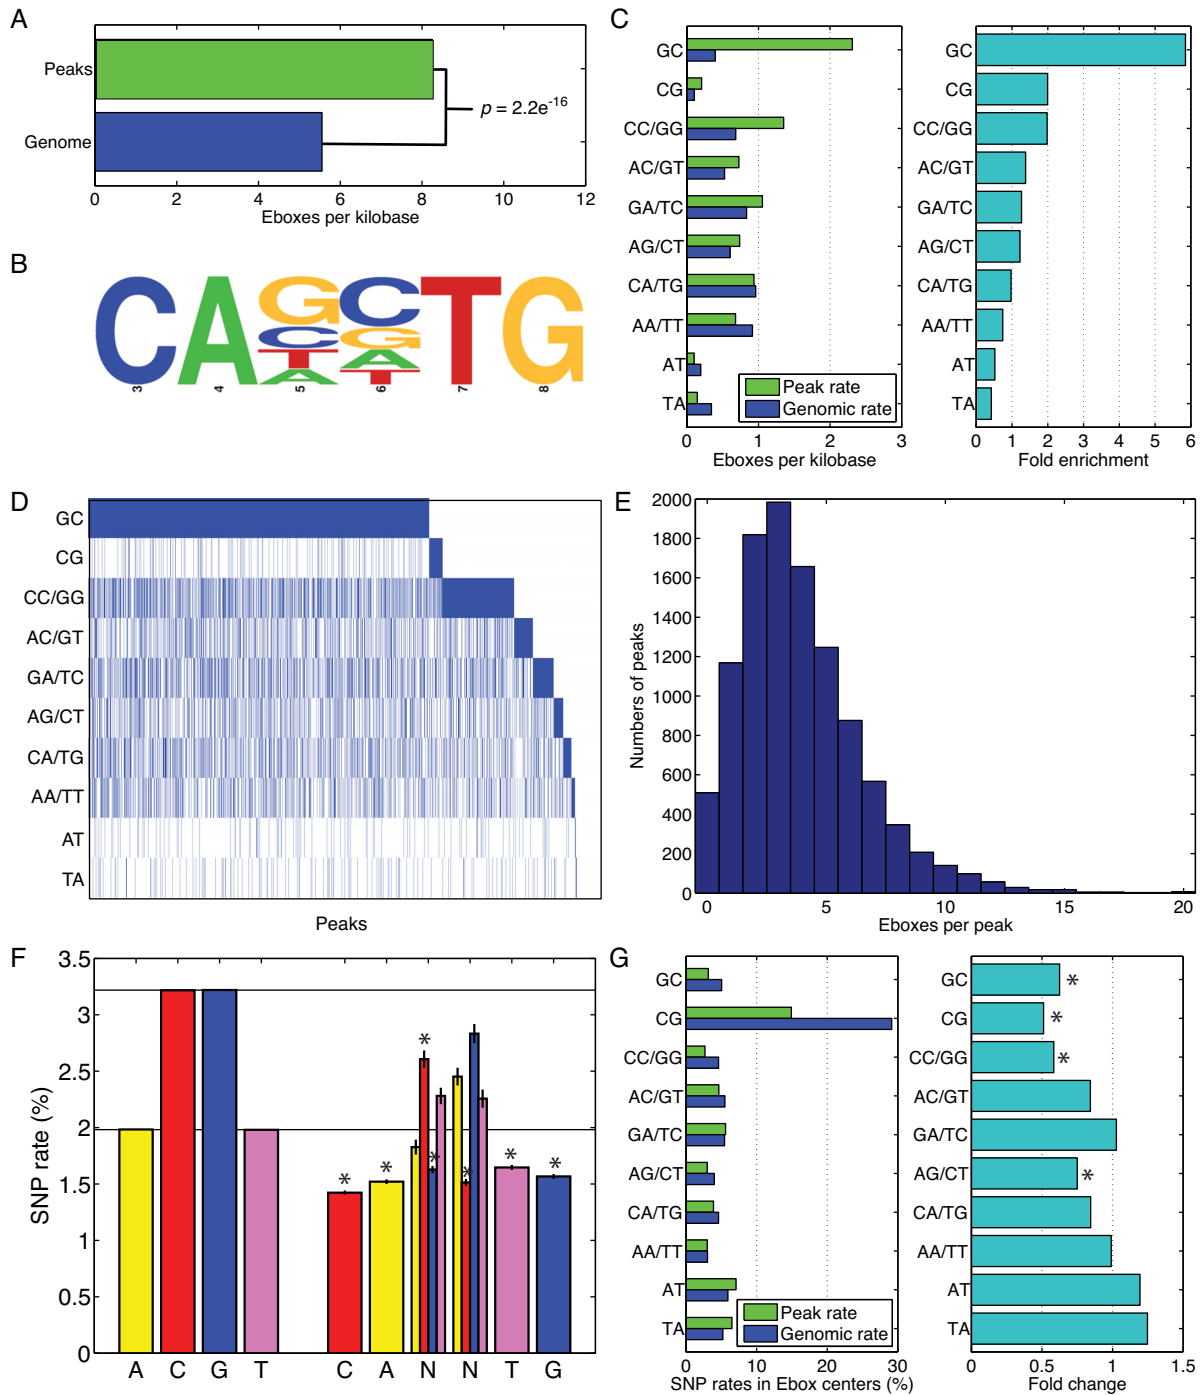 A
Peaks
Genome
p = 2.2e-16
0 2 4 6 8 10 12
Eboxes per kilobase
B
CAGCTG
CG
TA
AT
3 4 5 6 7 8
C
GC
CG
CC/GG
AC/GT
GA/TC
AG/CT
CA/TG
AA/TT
AT
TA
Peak rate
Genomic rate
0 1 2 3
Eboxes per kilobase
GC
CG
CC/GG
AC/GT
GA/TC
AG/CT
CA/TG
AA/TT
AT
TA
0 1 2 3 4 5 6
Fold enrichment
D
GC
CG
CC/GG
AC/GT
GA/TC
AG/CT
CA/TG
AA/TT
AT
TA
Peaks
E
2000
1800
1600
1400
1200
1000
800
600
400
200
0
Numbers of peaks
0 5 10 15 20
Eboxes per peak
F
3.5
3
2.5
2
1.5
1
0.5
0
SNP rate (%)
* * * * * * *
A C G T C A N N T G
G
GC
CG
CC/GG
AC/GT
GA/TC
AG/CT
CA/TG
AA/TT
AT
TA
Peak rate
Genomic rate
0 10 20 30
SNP rates in Ebox centers (%)
GC *
CG *
CC/GG *
AC/GT
GA/TC
AG/CT *
CA/TG
AA/TT
AT
TA
0 0.5 1 1.5
Fold change